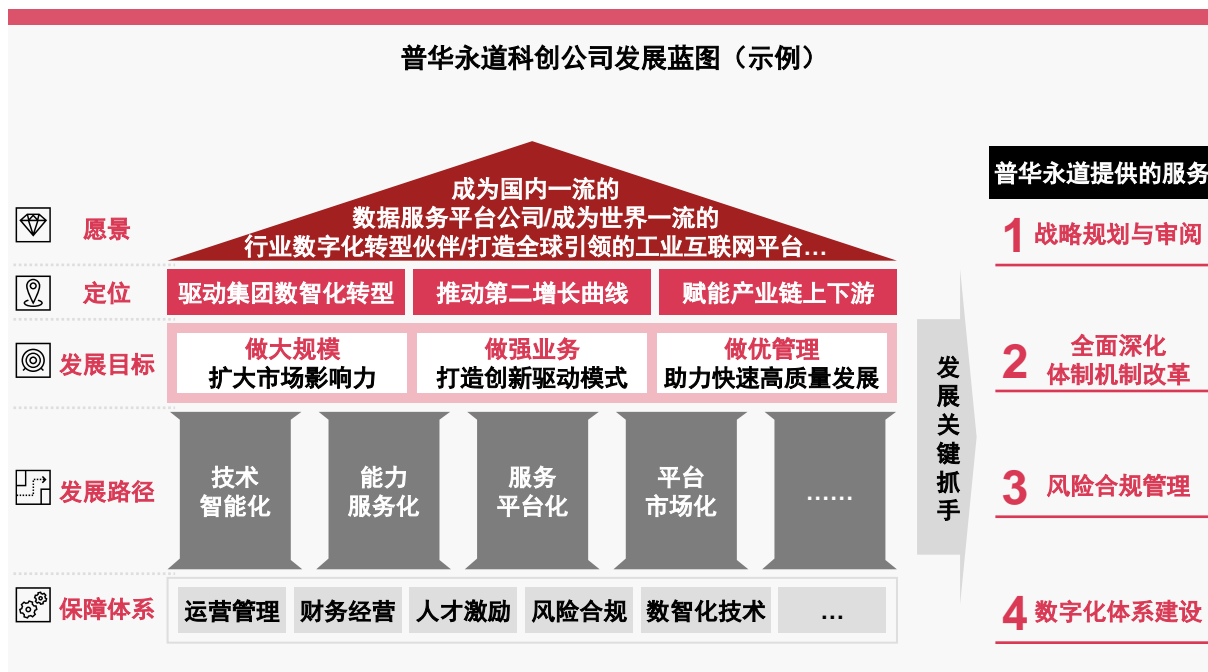 普华永道科创公司发展蓝图（示例）
愿景
成为国内一流的
数据服务平台公司/成为世界一流的
行业数字化转型伙伴/打造全球引领的工业互联网平台…
定位
驱动集团数智化转型
推动第二增长曲线
赋能产业链上下游
发展目标
做大规模
扩大市场影响力
做强业务
打造创新驱动模式
做优管理
助力快速高质量发展
发展路径
技术
智能化
能力
服务化
服务
平台化
平台
市场化
……
保障体系
运营管理
财务经营
人才激励
风险合规
数智化技术
…
发展关键抓手
普华永道提供的服务
1 战略规划与审阅
2 全面深化
体制机制改革
3 风险合规管理
4 数字化体系建设